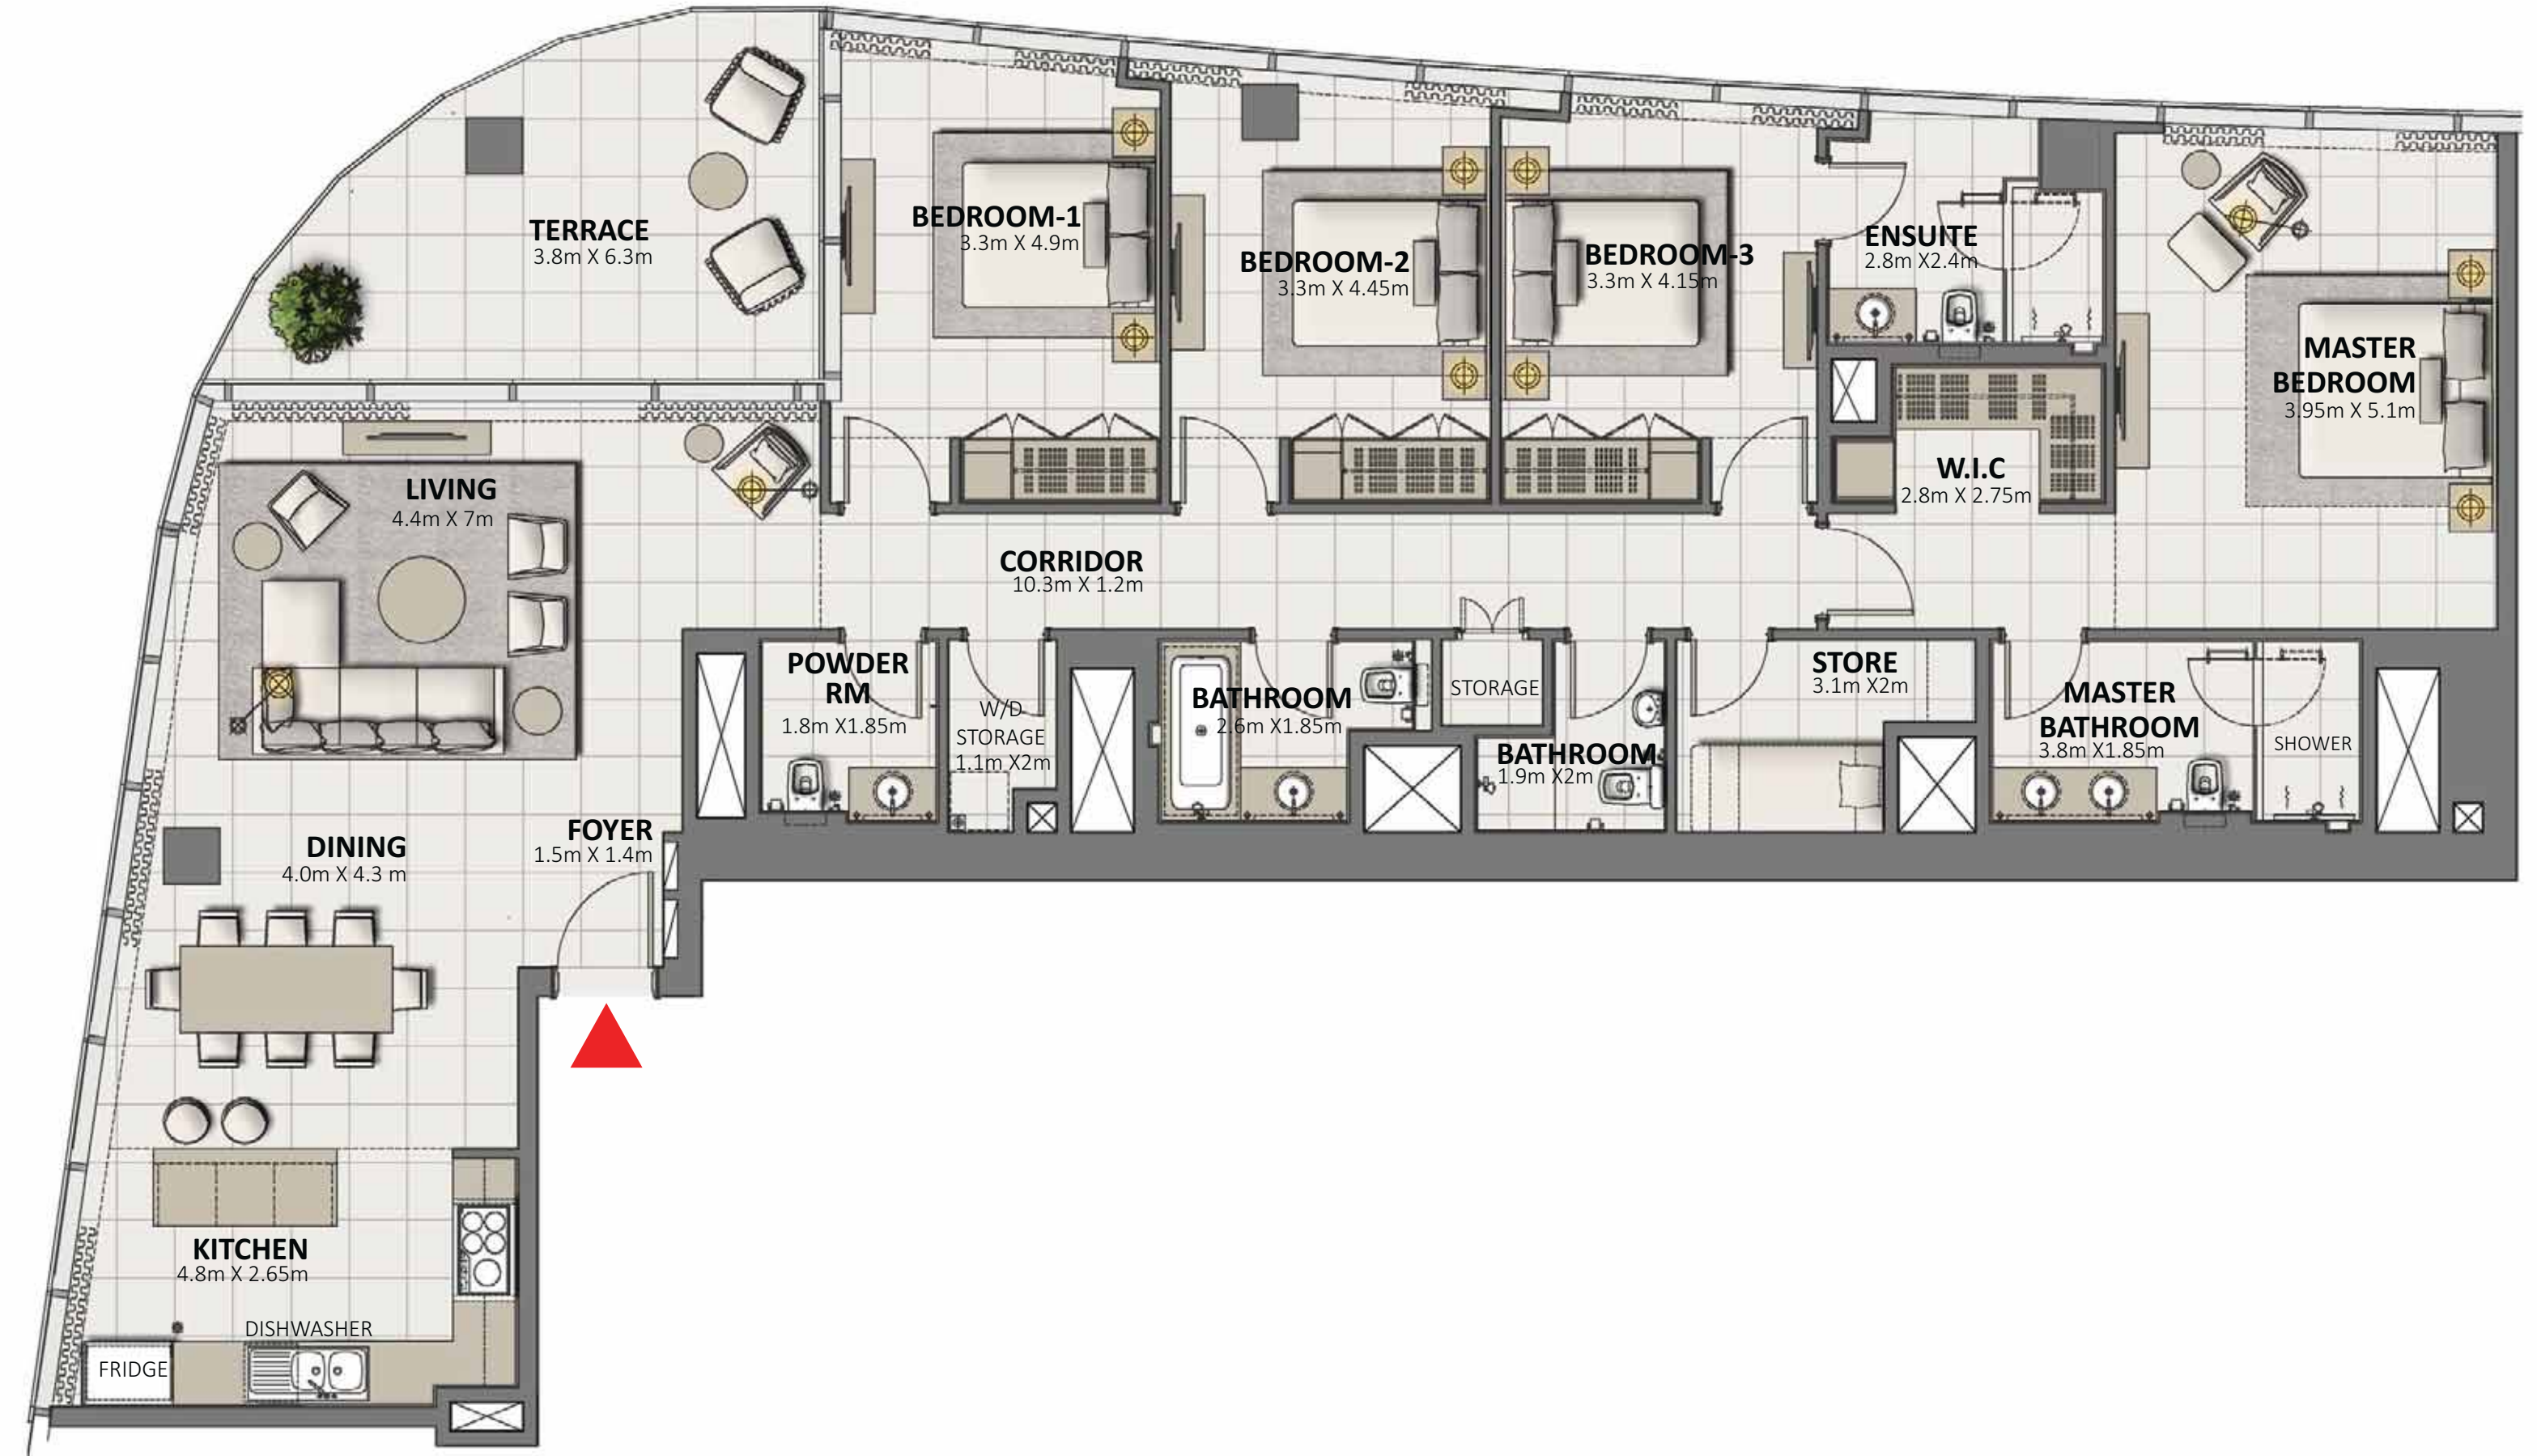 TERRACE
3.8m X 6.3m
BEDROOM-1
3.3m X 4.9m
BEDROOM-2
3.3m X 4.45m
BEDROOM-3
3.3m X 4.15m
ENSUITE
2.8m X2.4m
MASTER
BEDROOM
3.95m X 5.1m
W.I.C
2.8m X 2.75m
LIVING
4.4m X 7m
CORRIDOR
10.3m X 1.2m
POWDER
RM
1.8m X1.85m
W/D
STORAGE
1.1m X2m
BATHROOM
2.6m X1.85m
STORAGE
BATHROOM
1.9m X2m
STORE
3.1m X2m
MASTER
BATHROOM
3.8m X1.85m
SHOWER
FOYER
1.5m X 1.4m
DINING
4.0m X 4.3 m
KITCHEN
4.8m X 2.65m
DISHWASHER
FRIDGE